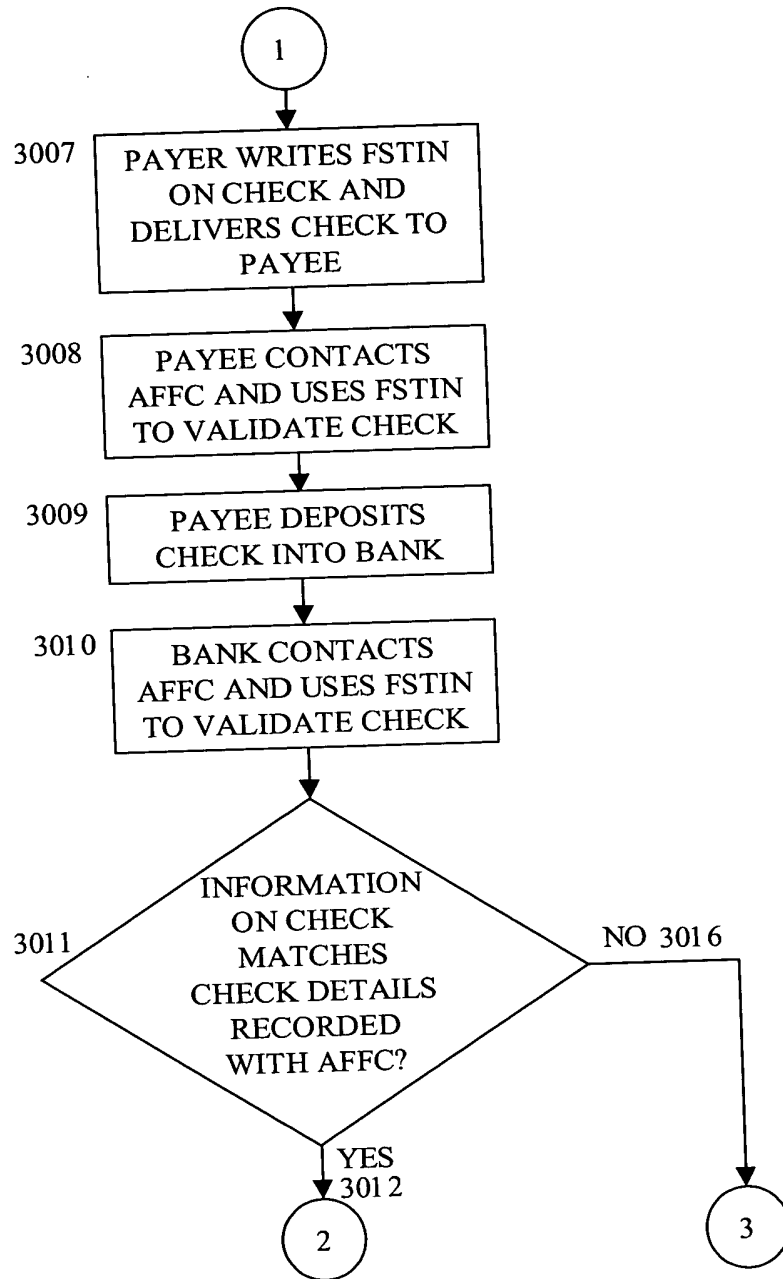 1
3007
PAYER WRITES FSTIN
ON CHECK AND
DELIVERS CHECK TO
PAYEE
3008
PAYEE CONTACTS
AFFC AND USES FSTIN
TO VALIDATE CHECK
3009
PAYEE DEPOSITS
CHECK INTO BANK
3010
BANK CONTACTS
AFFC AND USES FSTIN
TO VALIDATE CHECK
3011
INFORMATION
ON CHECK
MATCHES
CHECK DETAILS
RECORDED
WITH AFFC?
NO 3016
YES
3012
2
3